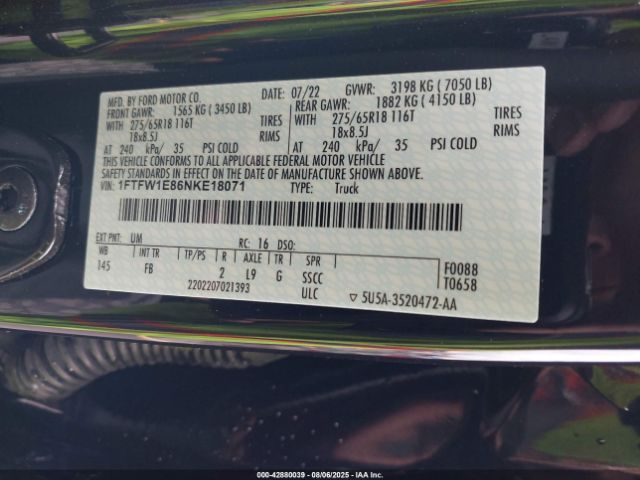 MFD. BY FORD MOTOR CO.
FRONT GAWR: 1565 KG (3450 LB)
WITH 275/65R18 116T TIRES
18x8.5J RIMS
AT 240 kPa/ 35 PSI COLD
07/22 GVWR: 3198 KG (7050 LB)
REAR GAWR: 1882 KG (4150 LB)
WITH 275/65R18 116T TIRES
18x8.5J RIMS
AT 240 kPa/ 35 PSI COLD
THIS VEHICLE CONFORMS TO ALL APPLICABLE FEDERAL MOTOR VEHICLE
SAFETY STANDARDS IN EFFECT ON THE DATE OF MANUFACTURE SHOWN ABOVE.
VIN: 1FTFW1E86NKE18071 TYPE: Truck
EXT PNT: UM RC: 16 DSO:
WB INT TR TP/PS R AXLE TR SPR
145 FB 2 L9 G SSCC
ULC
F0088
T0658
2202207021393
5U5A-3520472-AA
000-42880039 - 08/06/2025 - IAA Inc.